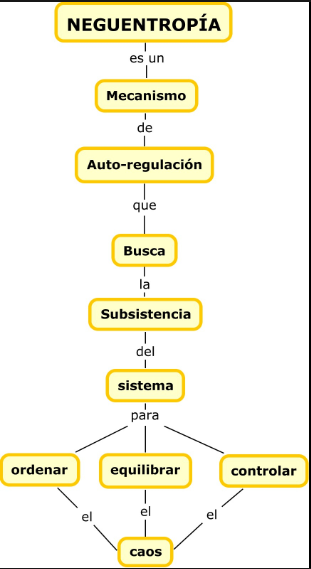 NEGUENTROPÍA
es un
Mecanismo
de
Auto-regulación
que
Busca
la
Subsistencia
del
sistema
para
ordenar equilibrar controlar
el el el
caos